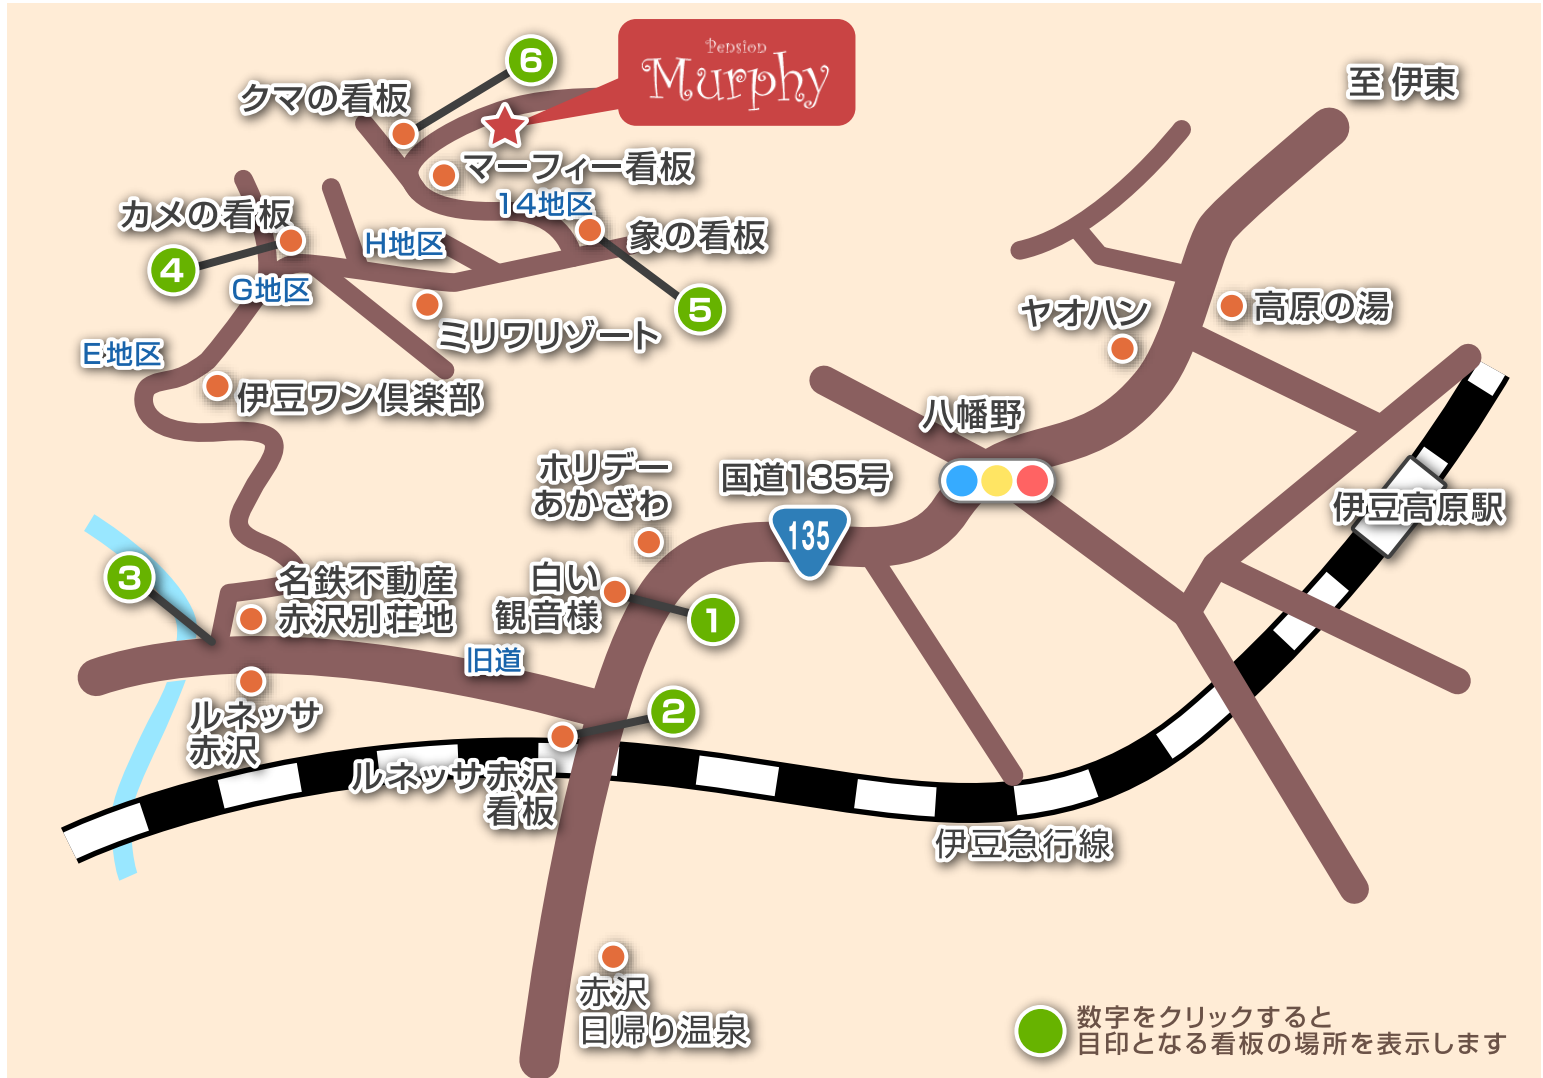 6
Pension
Murphy
至 伊東
クマの看板
マーフィー看板
14地区
カメの看板
象の看板
H地区
4
G地区
5
ミリワリゾート
ヤオハン
高原の湯
E地区
伊豆ワン倶楽部
八幡野
ホリデー
あかざわ
国道135号
135
伊豆高原駅
3
名鉄不動産
赤沢別荘地
白い
観音様
1
旧道
2
ルネッサ
赤沢
ルネッサ赤沢
看板
伊豆急行線
赤沢
日帰り温泉
数字をクリックすると
目印となる看板の場所を表示します